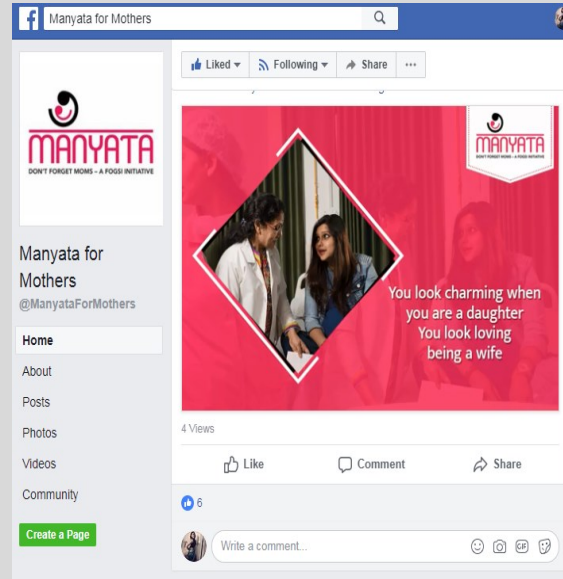 Manyata for Mothers
Liked
Following
Share
MANYATA
DON'T FORGET MOMS – A FOGSI INITIATIVE
Manyata for
Mothers
@ManyataForMothers
Home
About
Posts
Photos
Videos
Community
Create a Page
MANYATA
DON'T FORGET MOMS – A FOGSI INITIATIVE
You look charming when
you are a daughter
You look loving
being a wife
4 Views
Like
Comment
Share
6
Write a comment...
GIF